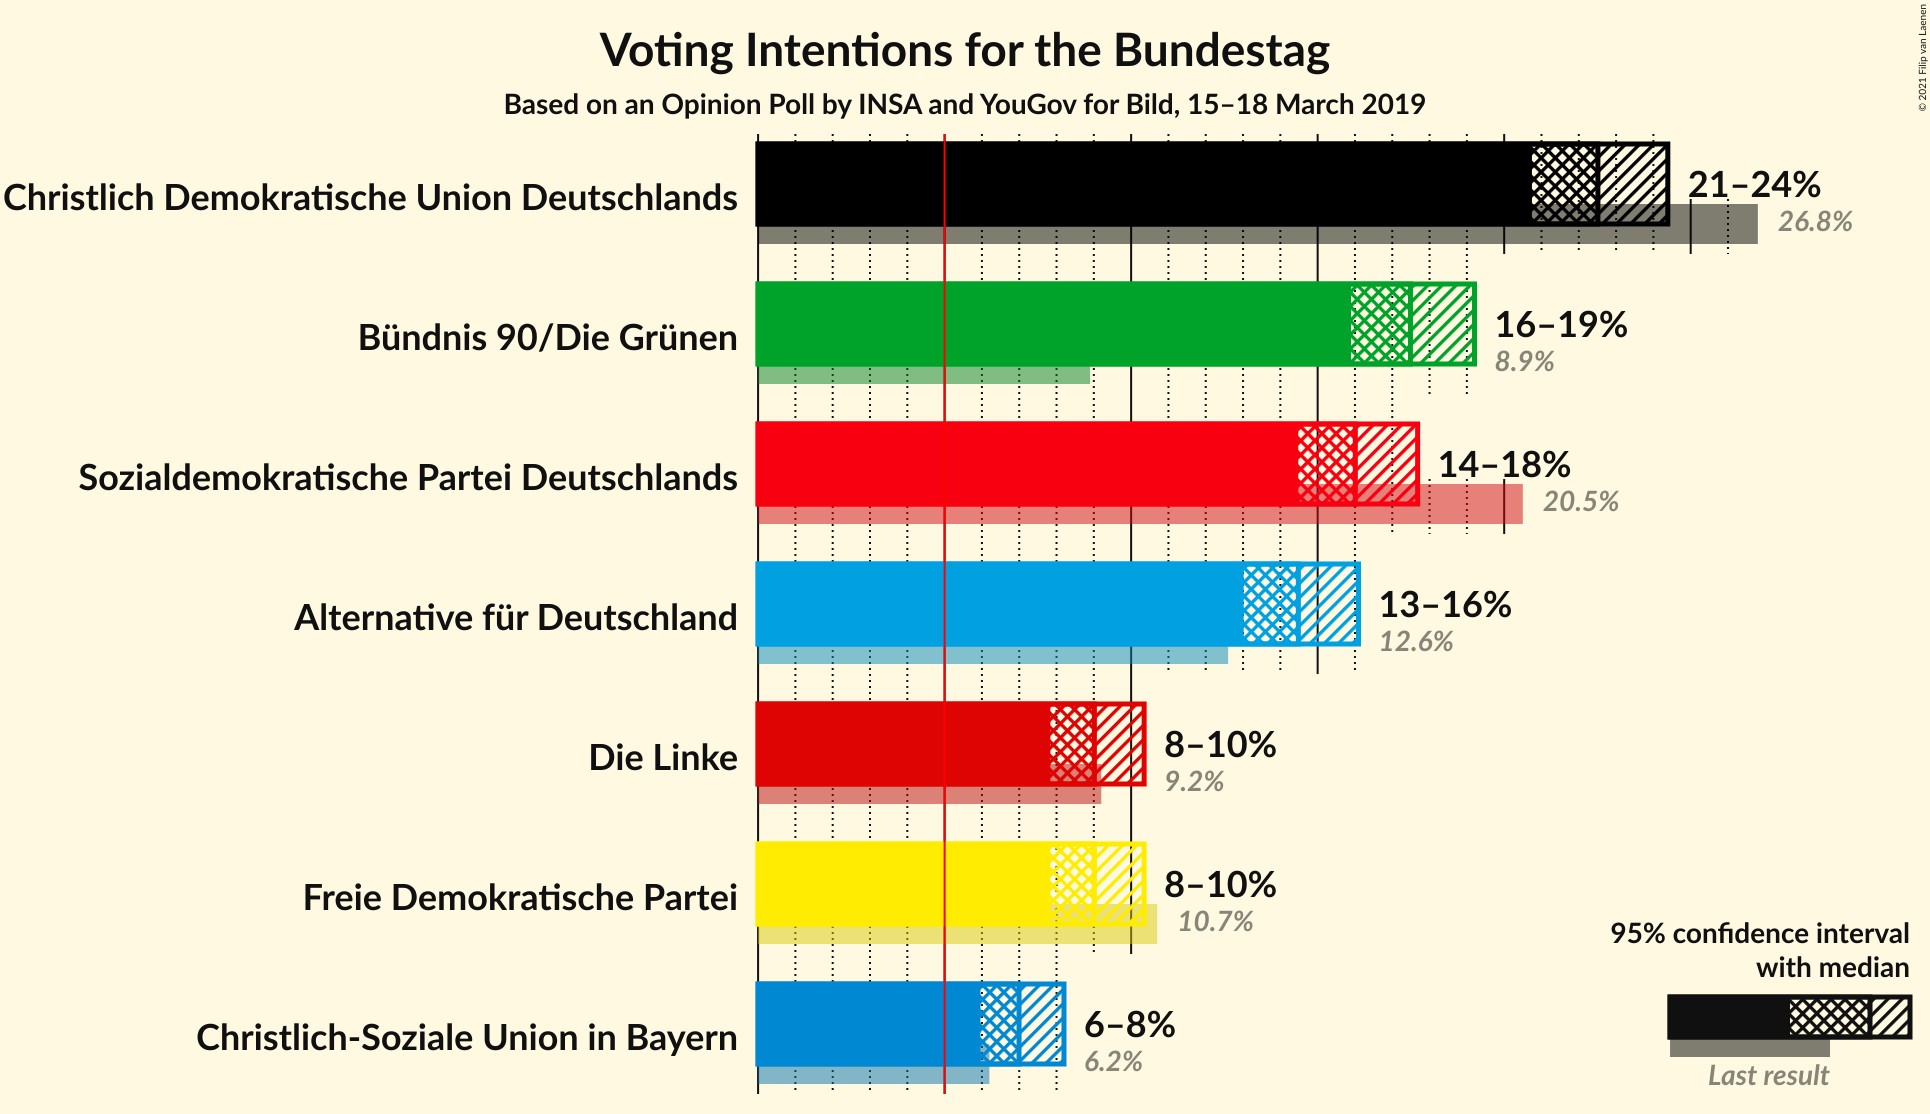 Voting Intentions for the Bundestag
Based on an Opinion Poll by INSA and YouGov for Bild, 15–18 March 2019
© 2021 Filip van Laenen
Christlich Demokratische Union Deutschlands
21–24%
26.8%
Bündnis 90/Die Grünen
16–19%
8.9%
Sozialdemokratische Partei Deutschlands
14–18%
20.5%
Alternative für Deutschland
13–16%
12.6%
Die Linke
8–10%
9.2%
Freie Demokratische Partei
8–10%
10.7%
Christlich-Soziale Union in Bayern
6–8%
6.2%
95% confidence interval
with median
Last result